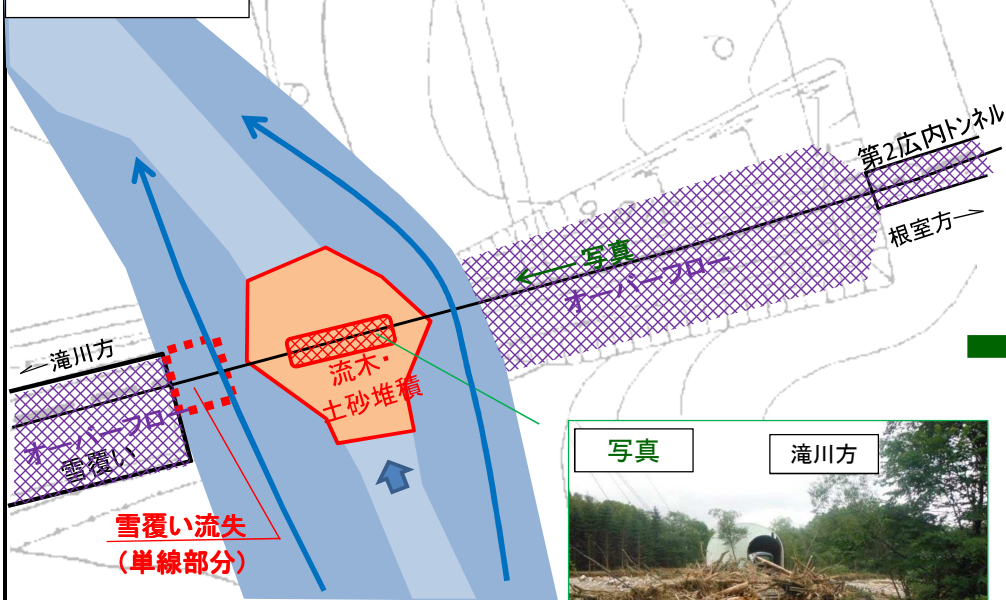 第2広内トンネル
根室方→
←写真
オーバーフロー
←滝川方
流木・
土砂堆積
オーバーフロー
雪覆い
雪覆い流失
（単線部分）
写真
滝川方